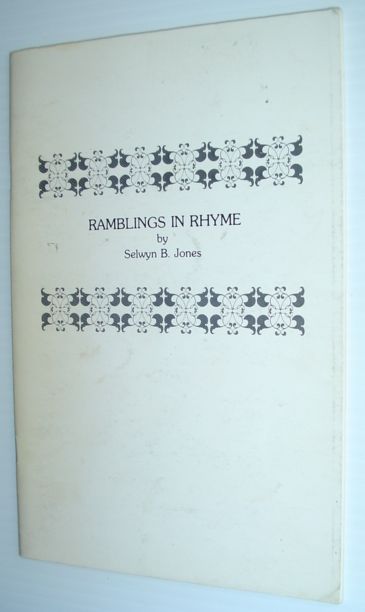 RAMBLINGS IN RHYME
by
Selwyn B. Jones